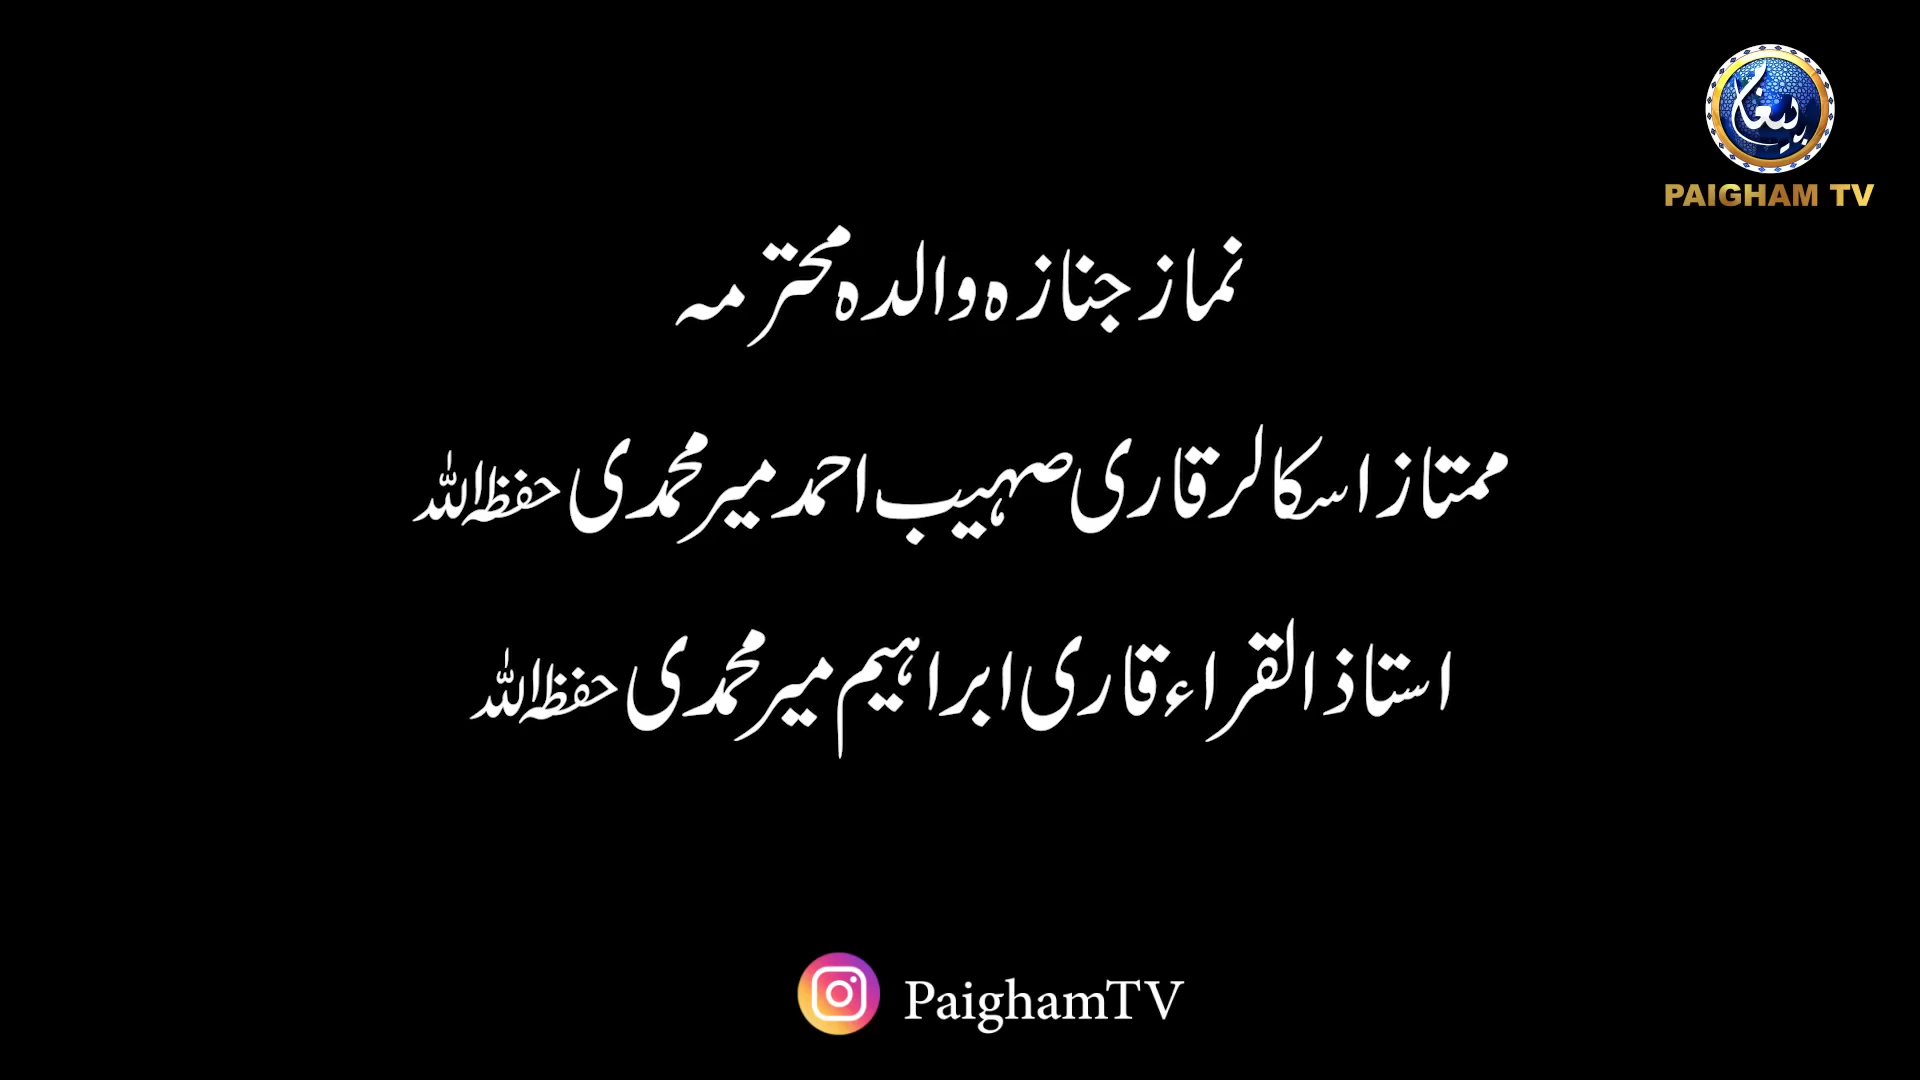 پیغام
PAIGHAM TV
نماز جنازہ والدہ محترمہ
ممتاز اسکالر قاری صہیب احمد میر محمدی حفظہ اللہ
استاذ القراء قاری ابراہیم میر محمدی حفظہ اللہ
PaighamTV